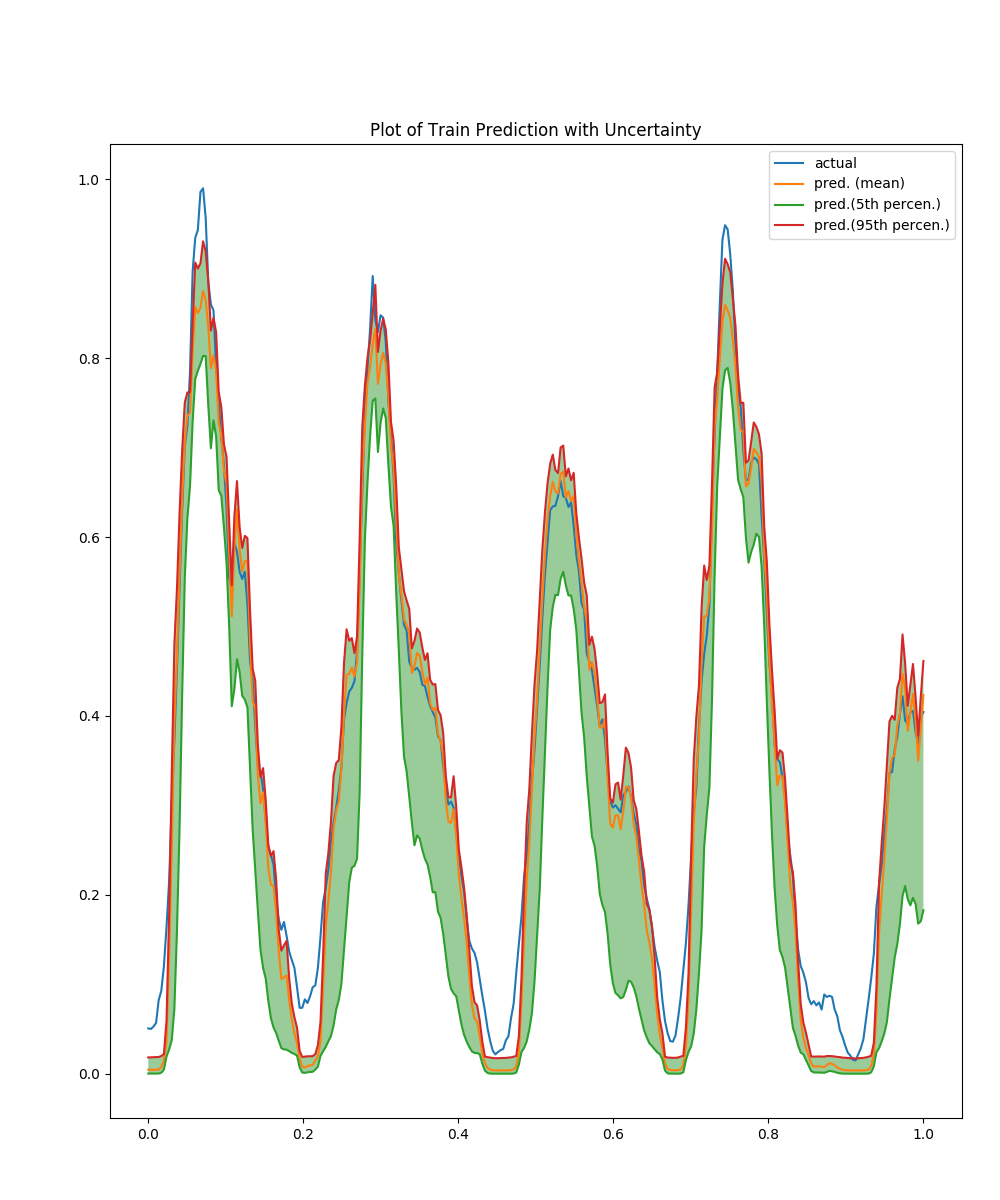 Plot of Train Prediction with Uncertainty
actual
pred. (mean)
pred.(5th percen.)
pred.(95th percen.)
1.0
0.8
0.6
0.4
0.2
0.0
0.0 0.2 0.4 0.6 0.8 1.0